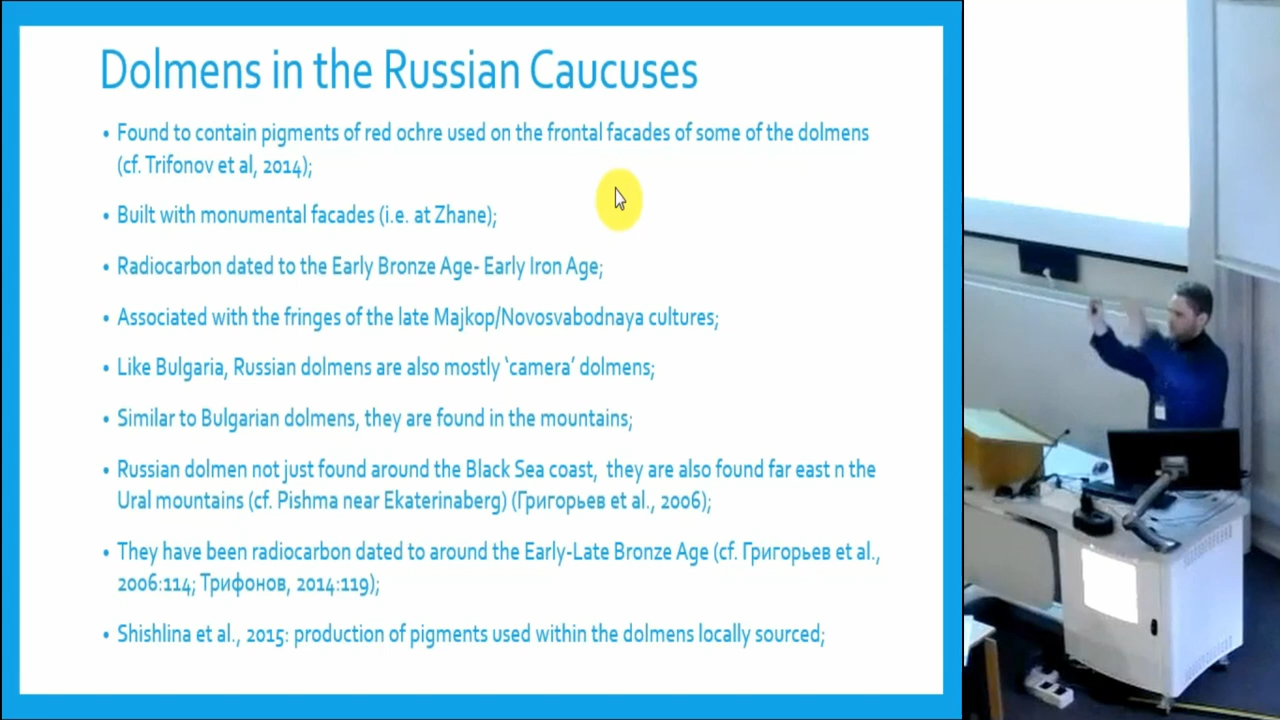 Dolmens in the Russian Caucuses
• Found to contain pigments of red ochre used on the frontal facades of some of the dolmens
(cf. Trifonov et al, 2014);
• Built with monumental facades (i.e. at Zhane);
• Radiocarbon dated to the Early Bronze Age- Early Iron Age;
• Associated with the fringes of the late Majkop/Novosvabodnaya cultures;
• Like Bulgaria, Russian dolmens are also mostly ‘camera’ dolmens;
• Similar to Bulgarian dolmens, they are found in the mountains;
• Russian dolmen not just found around the Black Sea coast, they are also found far east n the
Ural mountains (cf. Pishma near Ekaterinaberg) (Григорьев et al., 2006);
• They have been radiocarbon dated to around the Early-Late Bronze Age (cf. Григорьев et al.,
2006:114; Трифонов, 2014:119);
• Shishlina et al., 2015: production of pigments used within the dolmens locally sourced;